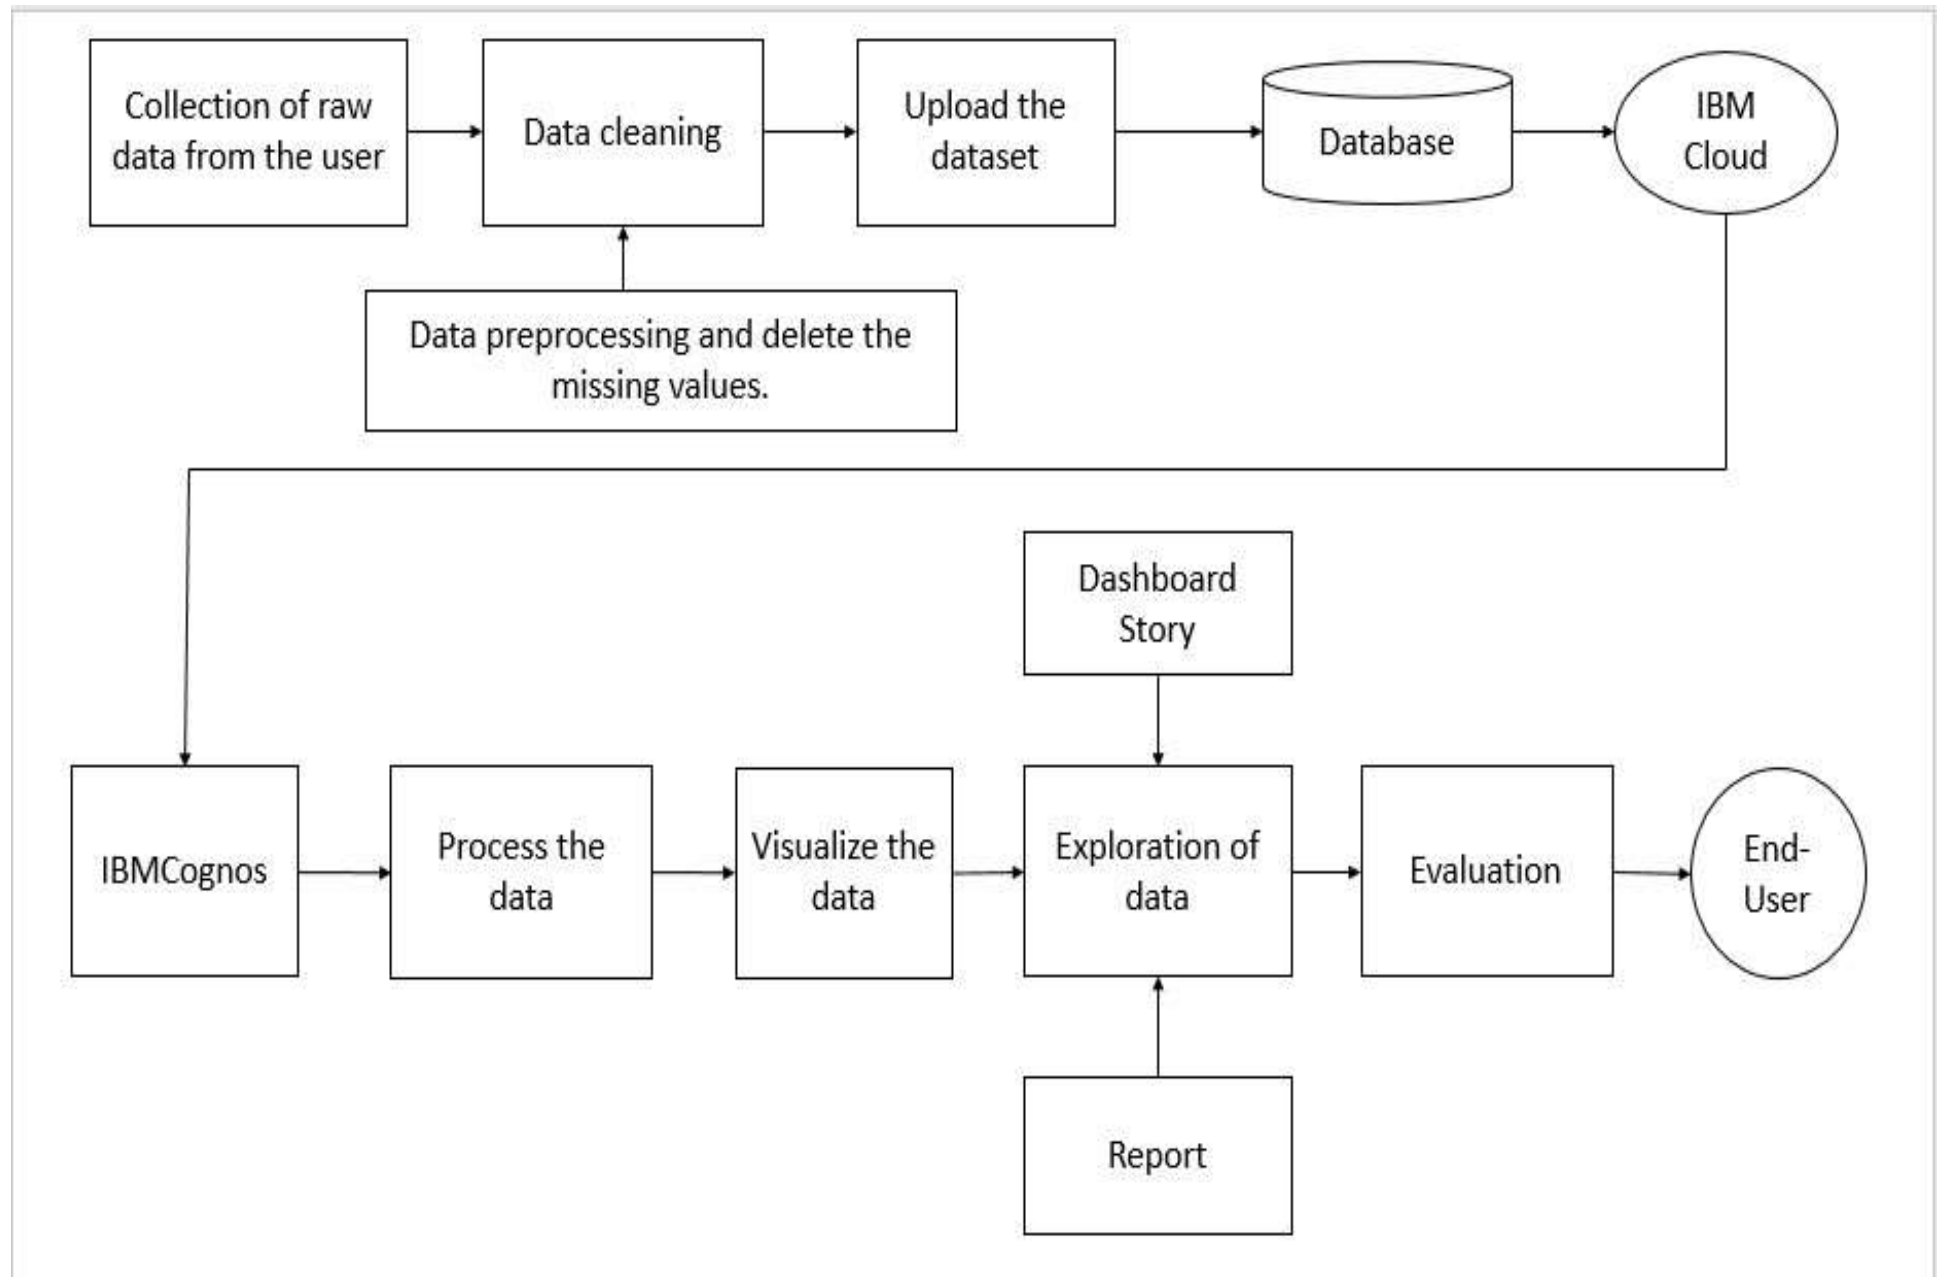 Collection of raw
data from the user
Data cleaning
Upload the
dataset
Database
IBM
Cloud
Data preprocessing and delete the
missing values.
Dashboard
Story
IBMCognos
Process the
data
Visualize the
data
Exploration of
data
Evaluation
End-
User
Report